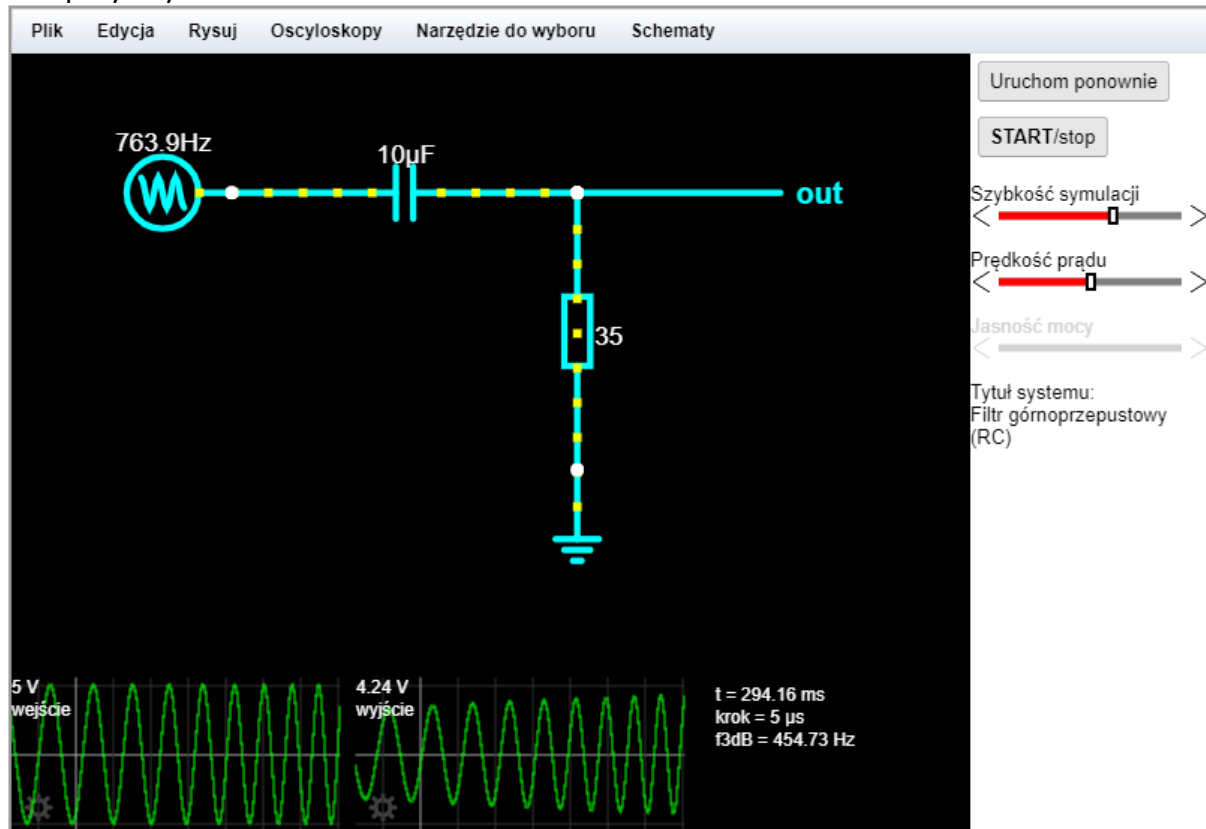 Plik Edycja Rysuj Oscyloskopy Narzędzie do wyboru Schematy
Uruchom ponownie
START/stop
Szybkość symulacji
Prędkość prądu
Jasność mocy
Tytuł systemu:
Filtr górnoprzepustowy
(RC)
763.9Hz
10µF
out
35
5 V
wejście
4.24 V
wyjście
t = 294.16 ms
krok = 5 µs
f3dB = 454.73 Hz